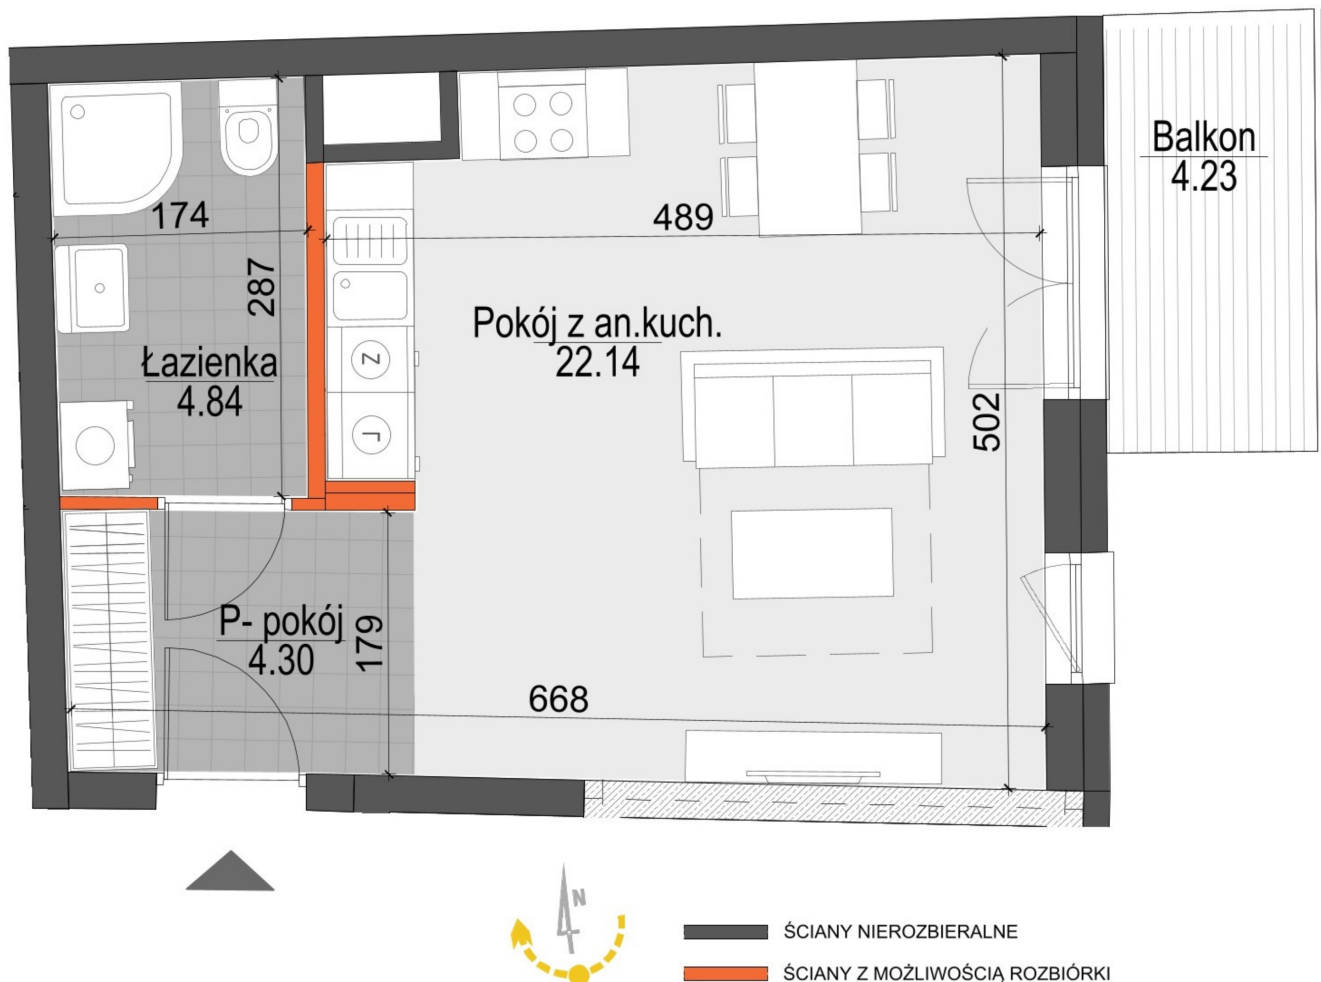 Balkon
4.23
174
489
287
Pokój z an.kuch.
22.14
Łazienka
4.84
Z
502
P- pokój
4.30
179
668
N
ŚCIANY NIEROZBIERALNE
ŚCIANY Z MOŻLIWOŚCIĄ ROZBIÓRKI